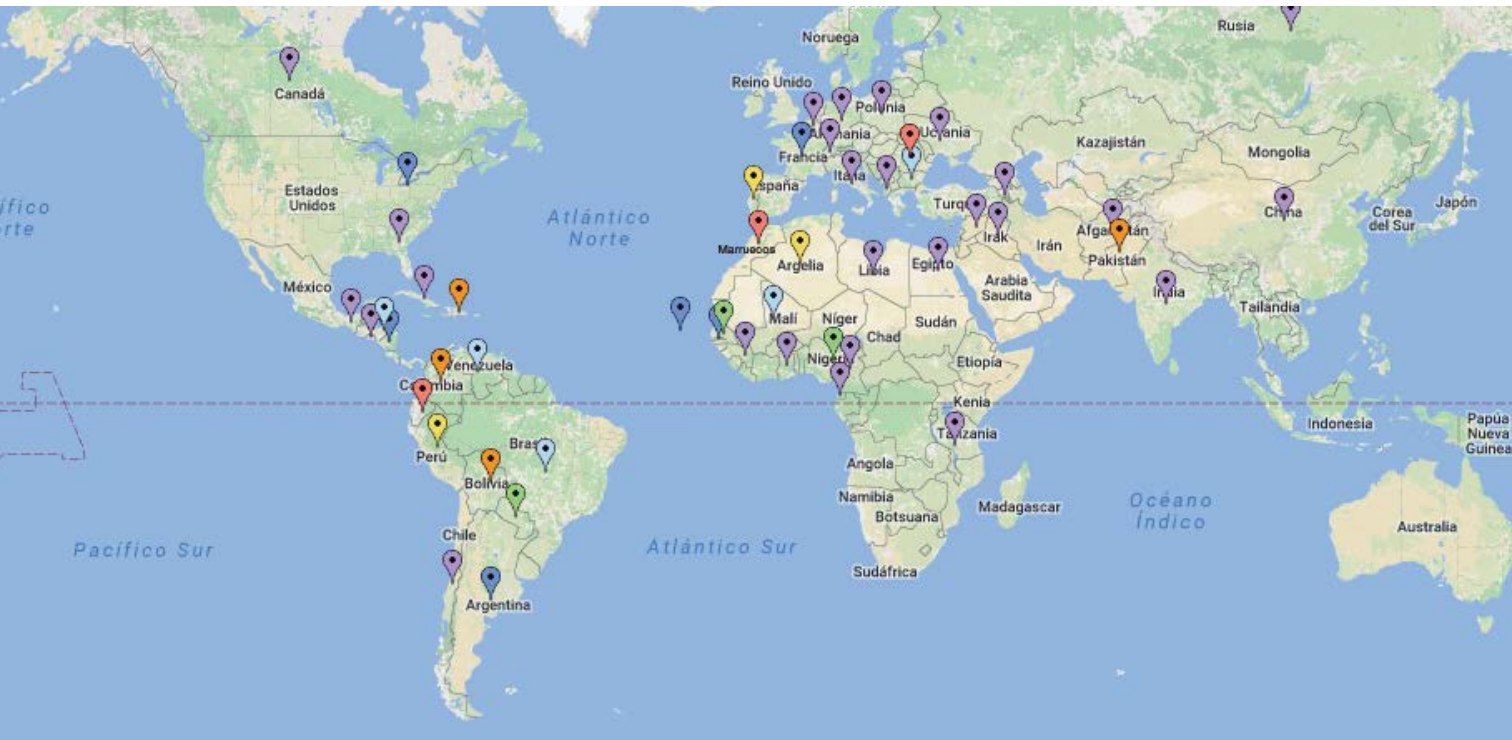 Rusia
Noruega
Reino Unido
Canadá
Polonia
Alemania
Ucrania
Kazajistán
Francia
Mongolia
Italia
España
Estados
Unidos
Turq
China
Japón
ífico
rte
Atlántico
Norte
Corea
del Sur
Afganistán
Irak
Irán
Marruecos
Pakistán
Argelia
Libia
Egipto
México
Arabia
Saudita
India
Tailandia
Malí
Níger
Sudán
Chad
Nigeria
Etiopía
Venezuela
Colombia
Kenia
Indonesia
Papúa
Nueva
Guinea
Tanzania
Brasil
Perú
Angola
Bolivia
Namibia
Botsuana
Madagascar
Océano
Índico
Australia
Chile
Pacífico Sur
Atlántico Sur
Sudáfrica
Argentina